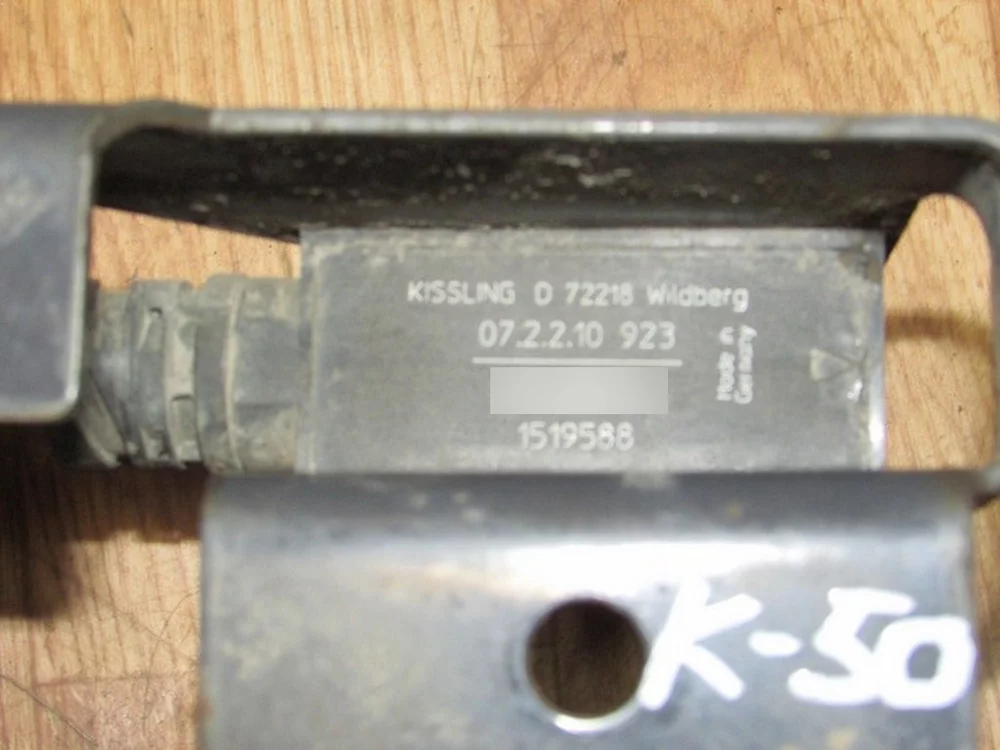 KISSLING D 72218 Wildberg
07.2.2.10 923
1519588
Made in
Germany
K-50